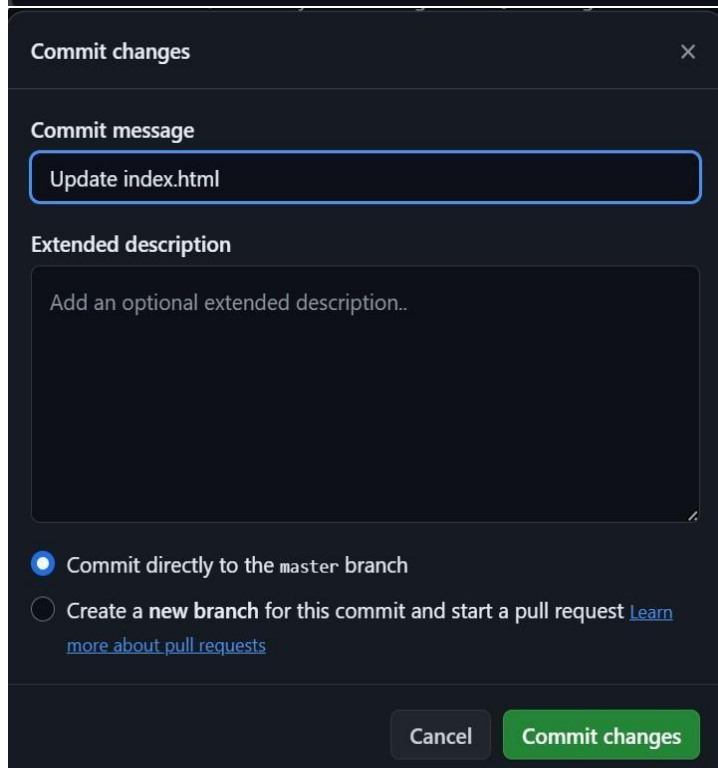 Commit changes
Commit message
Update index.html
Extended description
Add an optional extended description..
Commit directly to the master branch
Create a new branch for this commit and start a pull request Learn
more about pull requests
Cancel Commit changes